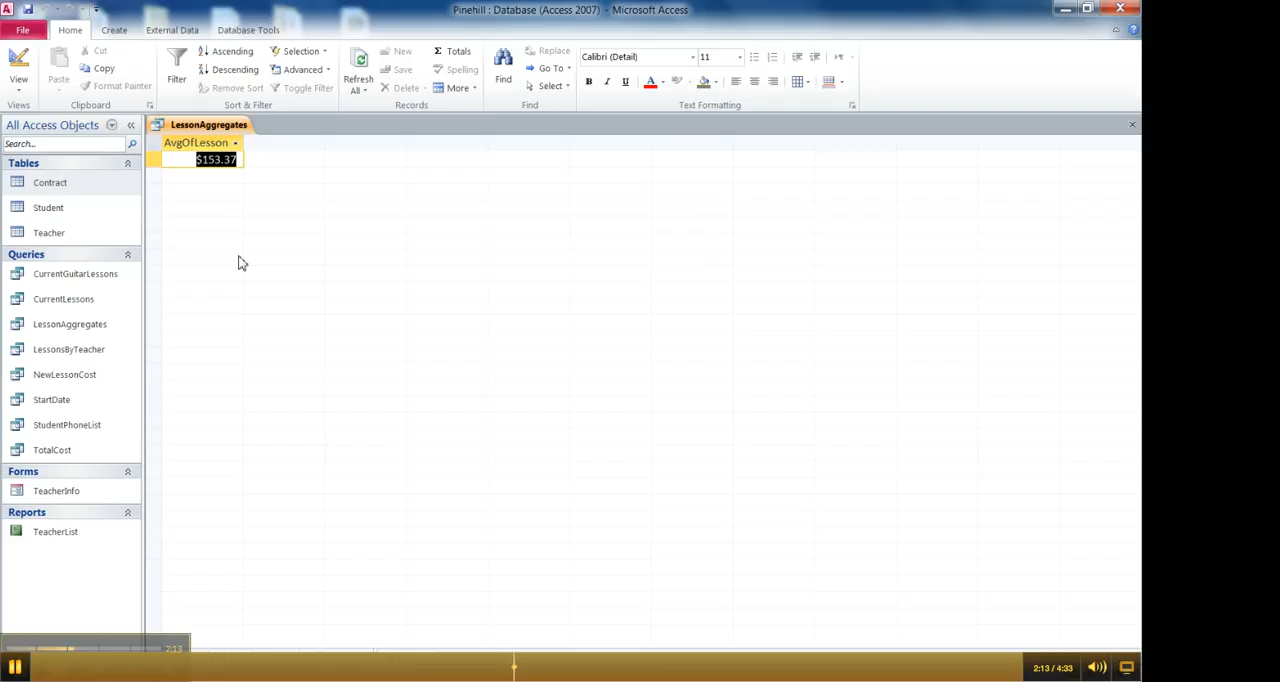 Pinehill : Database (Access 2007) - Microsoft Access
File Home Create External Data Database Tools
View
Views
Paste
Cut
Copy
Format Painter
Clipboard
Filter
Ascending
Descending
Remove Sort
Selection
Advanced
Toggle Filter
Sort & Filter
Refresh All
New
Save
Delete
Totals
Spelling
More
Records
Find
Replace
Go To
Select
Find
Calibri (Detail) 11
B I U A
Text Formatting
All Access Objects
Search...
Tables
Contract
Student
Teacher
Queries
CurrentGuitarLessons
CurrentLessons
LessonAggregates
LessonsByTeacher
NewLessonCost
StartDate
StudentPhoneList
TotalCost
Forms
TeacherInfo
Reports
TeacherList
LessonAggregates
AvgOfLesson
$153.37
2:13
2:13 / 4:33